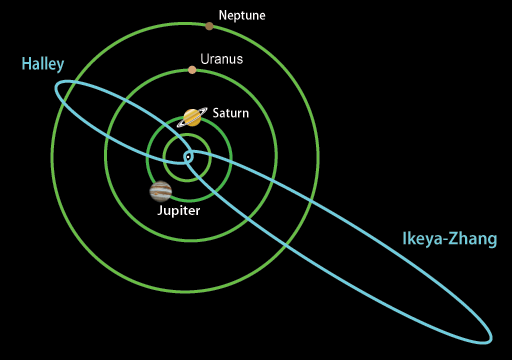 Neptune
Uranus
Halley
Saturn
Jupiter
Ikeya-Zhang